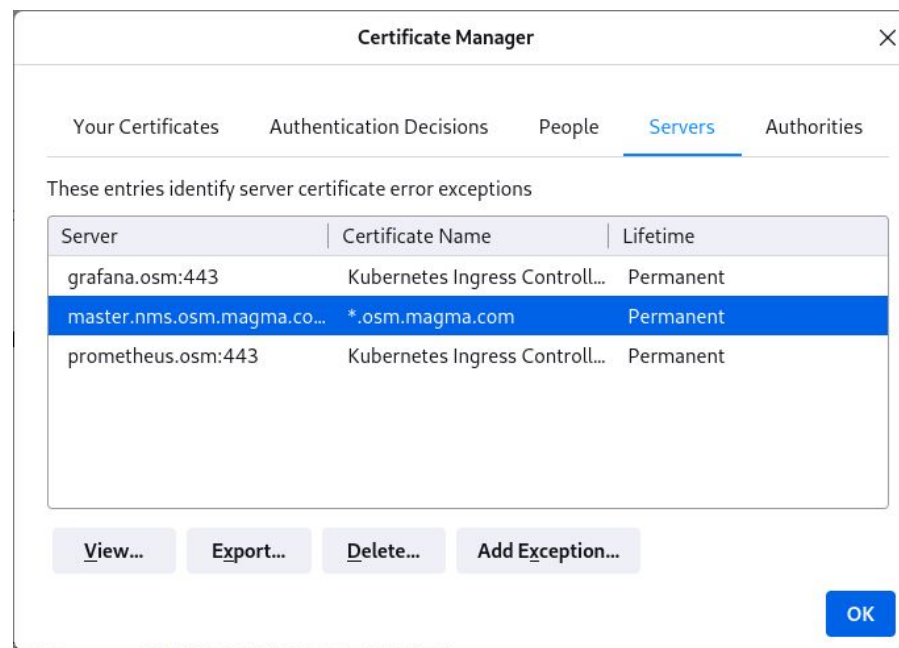 Certificate Manager
Your Certificates Authentication Decisions People Servers Authorities
These entries identify server certificate error exceptions
Server Certificate Name Lifetime
grafana.osm:443 Kubernetes Ingress Controll... Permanent
master.nms.osm.magma.co... *.osm.magma.com Permanent
prometheus.osm:443 Kubernetes Ingress Controll... Permanent
View... Export... Delete... Add Exception...
OK